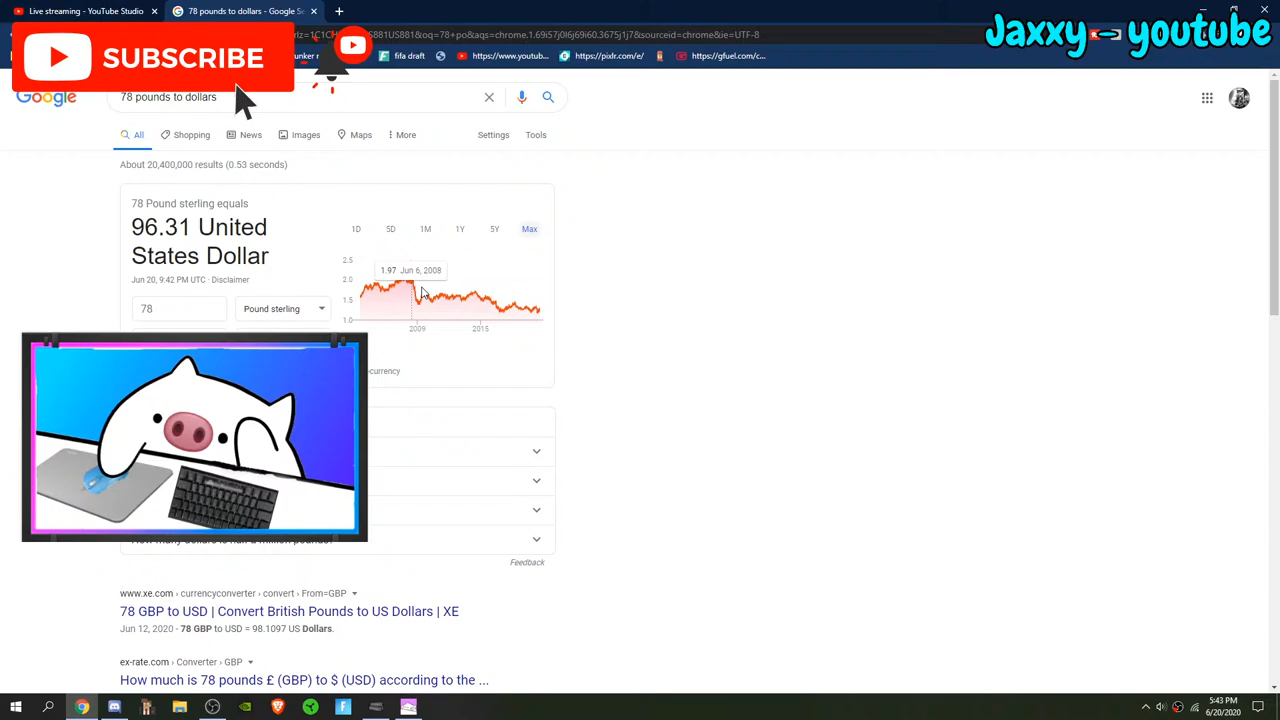 Live streaming - YouTube
78 pounds to dollars - Google Se
Jaxxy - youtube
SUBSCRIBE
fifa draft
https://www.youtub...
https://pixlr.com/e/
https://gfuel.com/c...
Google
78 pounds to dollars
All
Shopping
News
Images
Maps
More
Settings
Tools
About 20,400,000 results (0.53 seconds)
78 Pound sterling equals
96.31 United
States Dollar
Jun 20, 9:42 PM UTC · Disclaimer
78
Pound sterling
1D
5D
1M
1Y
5Y
Max
2.5
2.0
1.5
1.0
1.97 Jun 6, 2008
2009
2015
Feedback
www.xe.com › currencyconverter › convert › From=GBP
78 GBP to USD | Convert British Pounds to US Dollars | XE
Jun 12, 2020 - 78 GBP to USD = 98.1097 US Dollars.
ex-rate.com › Converter › GBP
How much is 78 pounds £ (GBP) to $ (USD) according to the ...
5:43 PM
6/20/2020